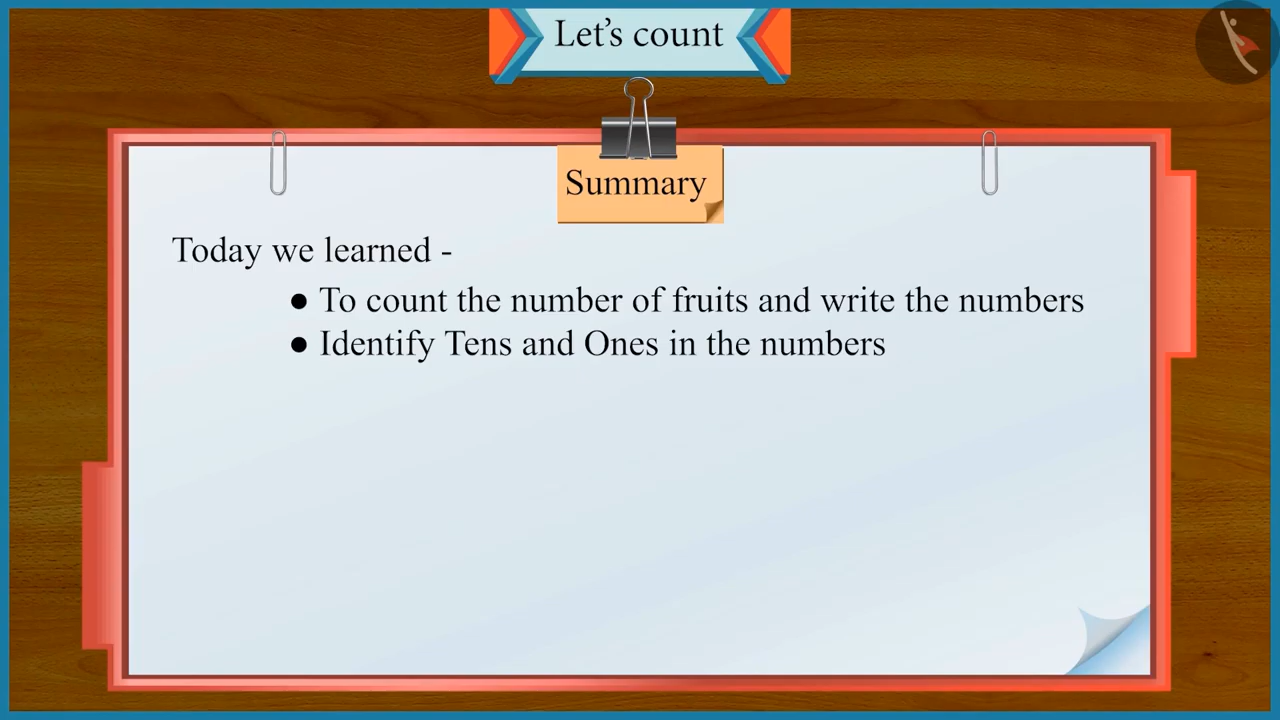 Let's count
Summary
Today we learned -
● To count the number of fruits and write the numbers
● Identify Tens and Ones in the numbers